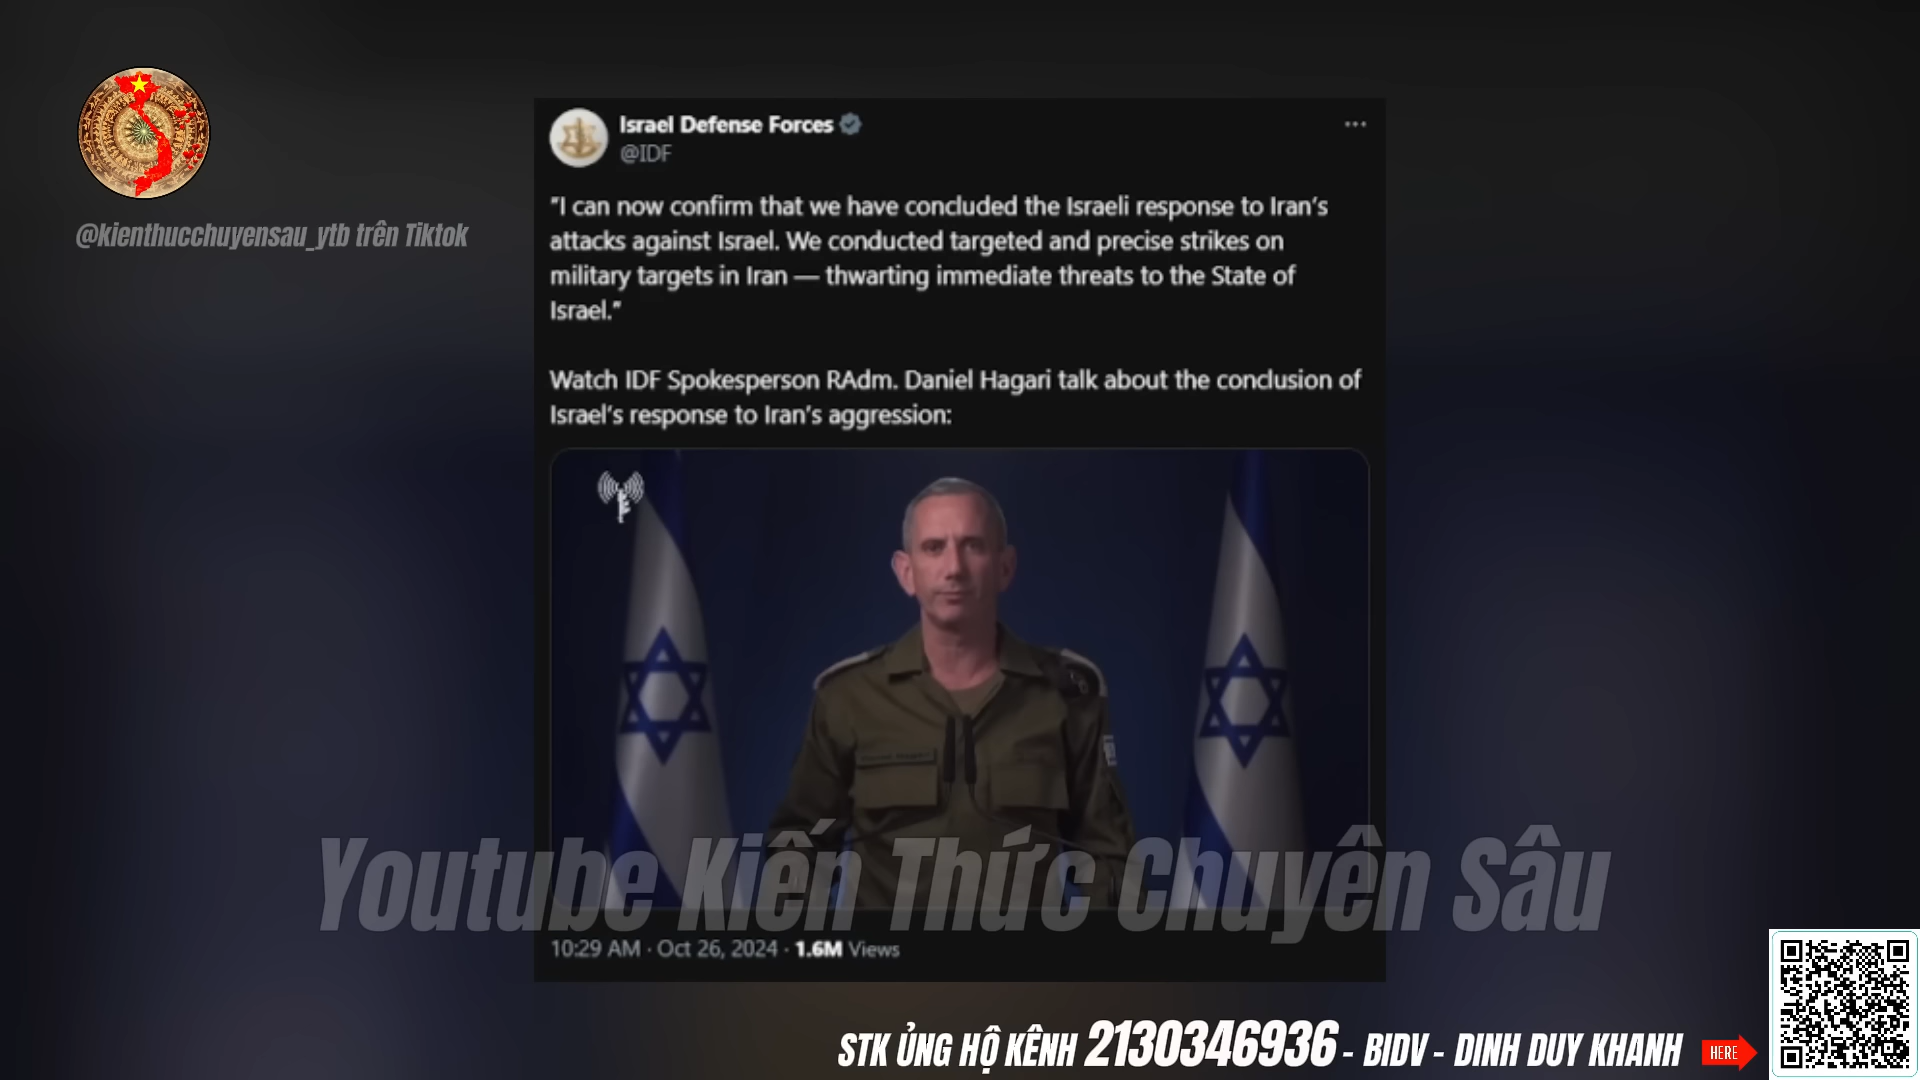 Israel Defense Forces
@IDF
"I can now confirm that we have concluded the Israeli response to Iran's
attacks against Israel. We conducted targeted and precise strikes on
military targets in Iran — thwarting immediate threats to the State of
Israel."
Watch IDF Spokesperson RAdm. Daniel Hagari talk about the conclusion of
Israel's response to Iran's aggression:
10:29 AM · Oct 26, 2024 · 1.6M Views
@kienthucchuyensau_ytb trên Tiktok
Youtube Kiến Thức Chuyên Sâu
STK ỦNG HỘ KÊNH 2130346936 - BIDV - DINH DUY KHANH
HERE